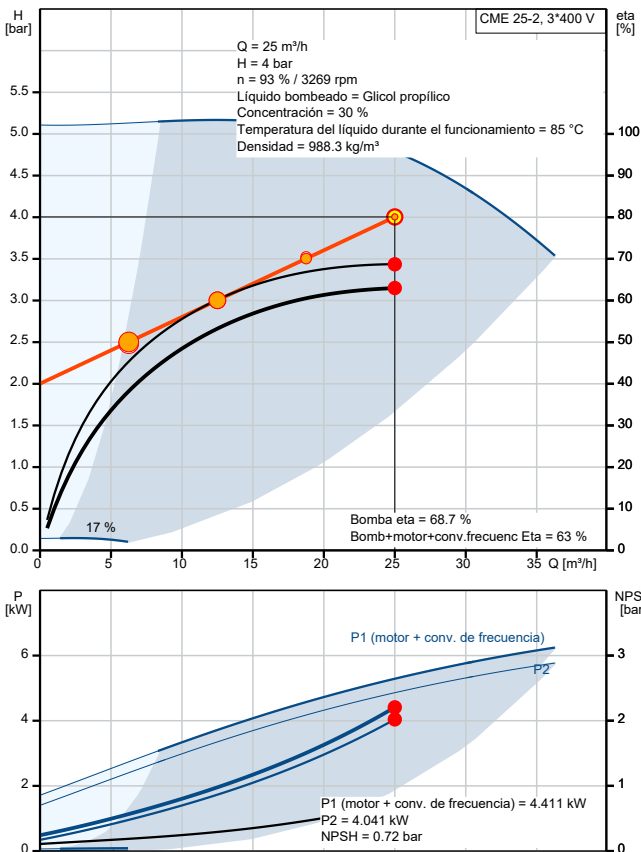 H
[bar]
CME 25-2, 3*400 V
eta
[%]
Q = 25 m³/h
H = 4 bar
n = 93 % / 3269 rpm
Líquido bombeado = Glicol propílico
Concentración = 30 %
Temperatura del líquido durante el funcionamiento = 85 °C
Densidad = 988.3 kg/m³
5.5
5.0
4.5
4.0
3.5
3.0
2.5
2.0
1.5
1.0
0.5
0.0
100
90
80
70
60
50
40
30
20
10
0
17 %
Bomba eta = 68.7 %
Bomb+motor+conv.frecuenc Eta = 63 %
0 5 10 15 20 25 30 35 Q [m³/h]
P
[kW]
NPS
[bar
P1 (motor + conv. de frecuencia)
P2
6
4
2
0
3
2
1
0
P1 (motor + conv. de frecuencia) = 4.411 kW
P2 = 4.041 kW
NPSH = 0.72 bar